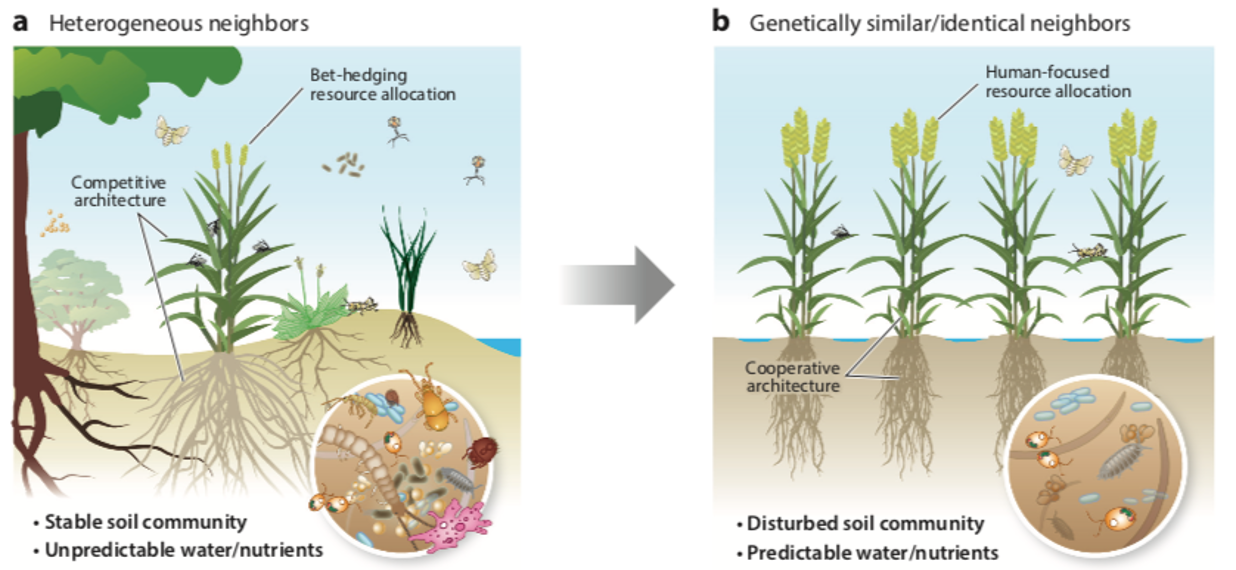 a Heterogeneous neighbors
Bet-hedging
resource allocation
Competitive
architecture
• Stable soil community
• Unpredictable water/nutrients
b Genetically similar/identical neighbors
Human-focused
resource allocation
Cooperative
architecture
• Disturbed soil community
• Predictable water/nutrients